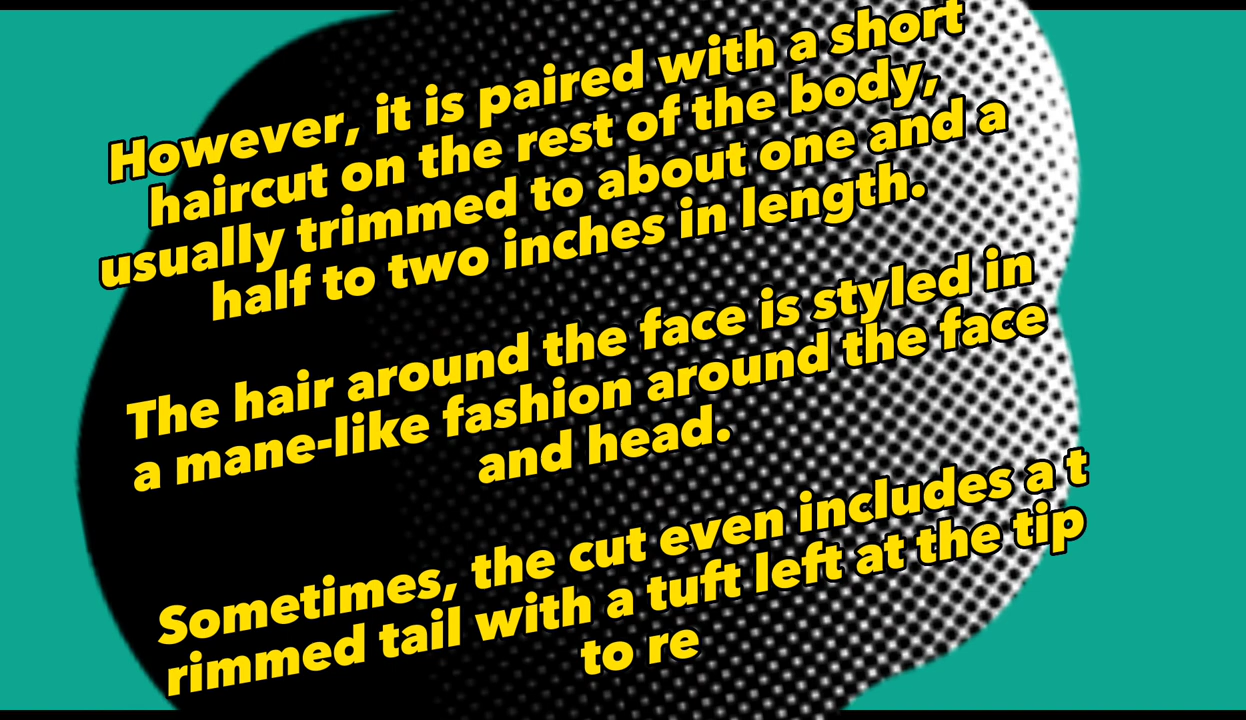 However, it is paired with a short
haircut on the rest of the body,
usually trimmed to about one and a
half to two inches in length.
The hair around the face is styled in
a mane-like fashion around the face
and head.
Sometimes, the cut even includes a t
rimmed tail with a tuft left at the tip
to re